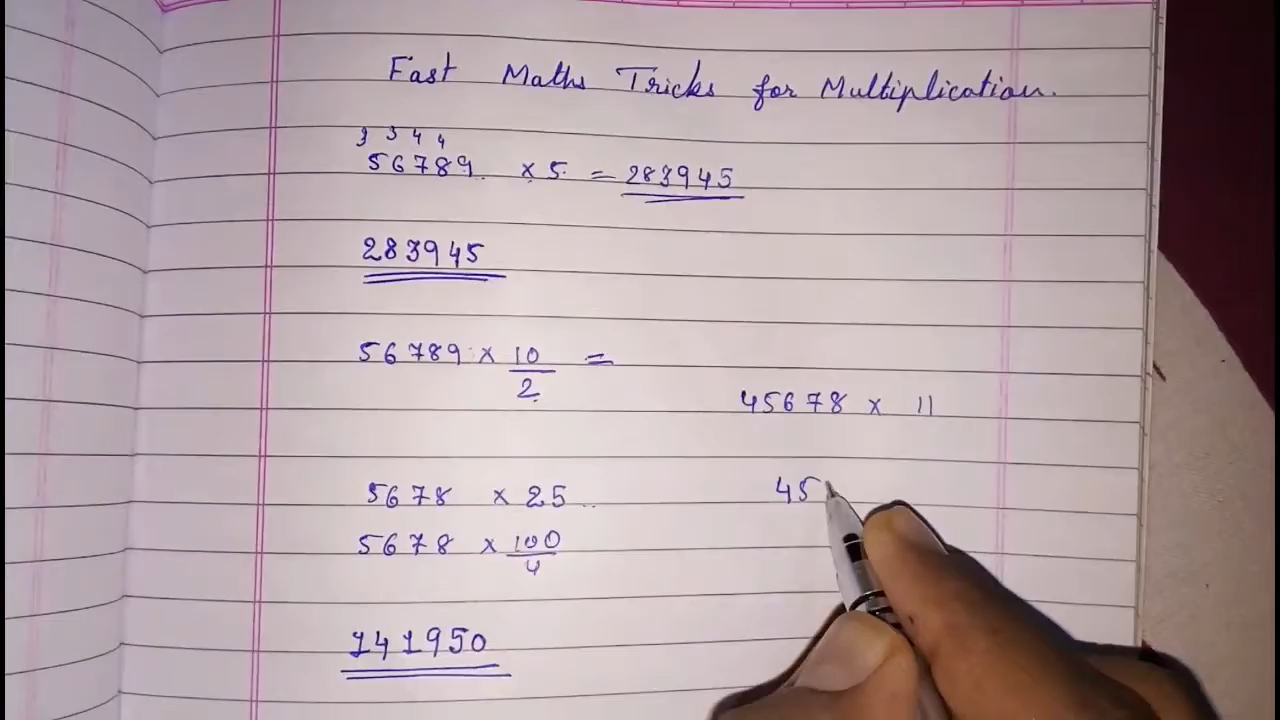 Fast Maths Tricks for Multiplication.
3 3 4 4
56789 × 5 = 283945
283945
56789 × 10/2 =
45678 × 11
5678 × 25
45
5678 × 100/4
141950